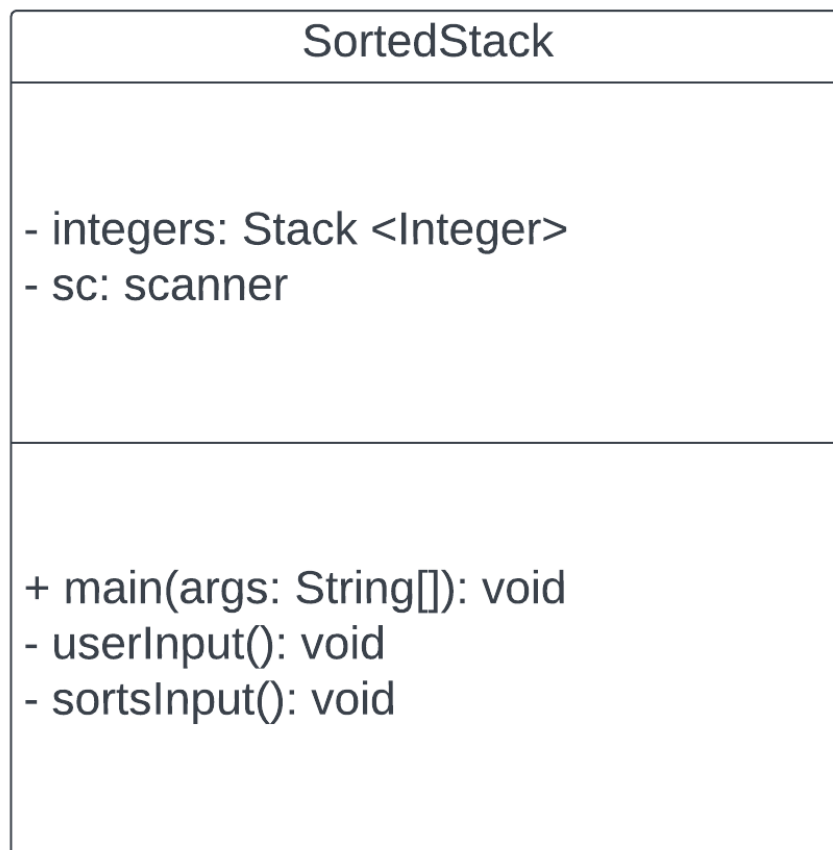 SortedStack
- integers: Stack <Integer>
- sc: scanner
+ main(args: String[]): void
- userInput(): void
- sortsInput(): void